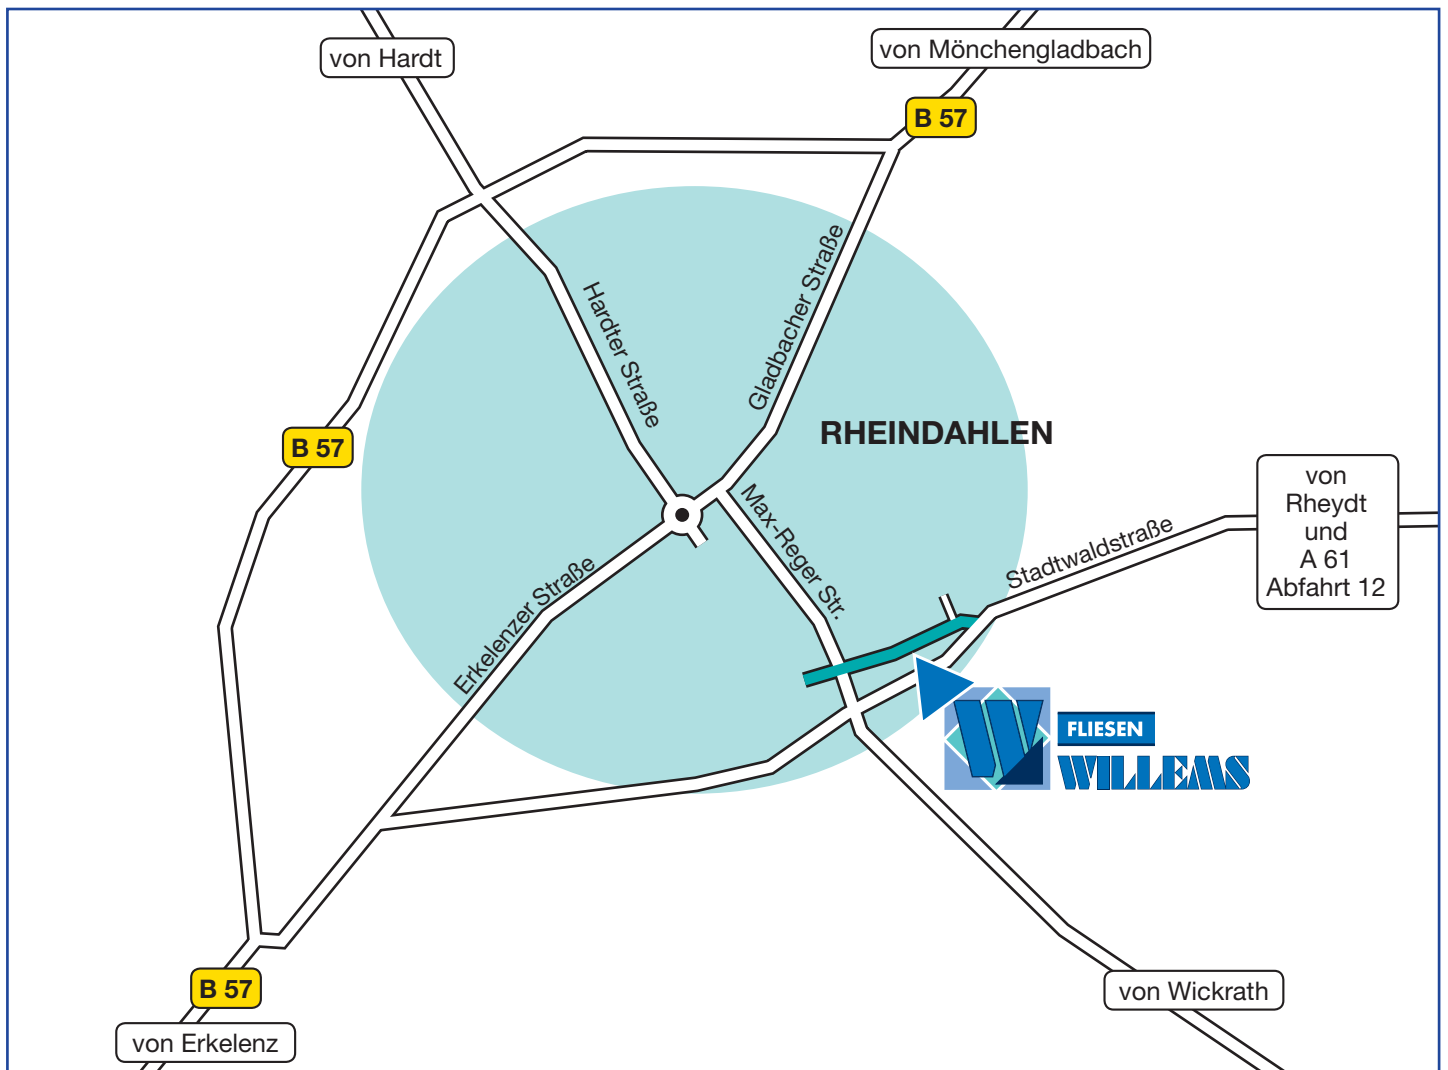 von Hardt
von Mönchengladbach
B 57
Hardter Straße
Gladbacher Straße
RHEINDAHLEN
B 57
von
Rheydt
und
A 61
Abfahrt 12
Max-Reger Str.
Stadtwaldstraße
Erkelenzer Straße
W
FLIESEN
WILLEMS
B 57
von Wickrath
von Erkelenz